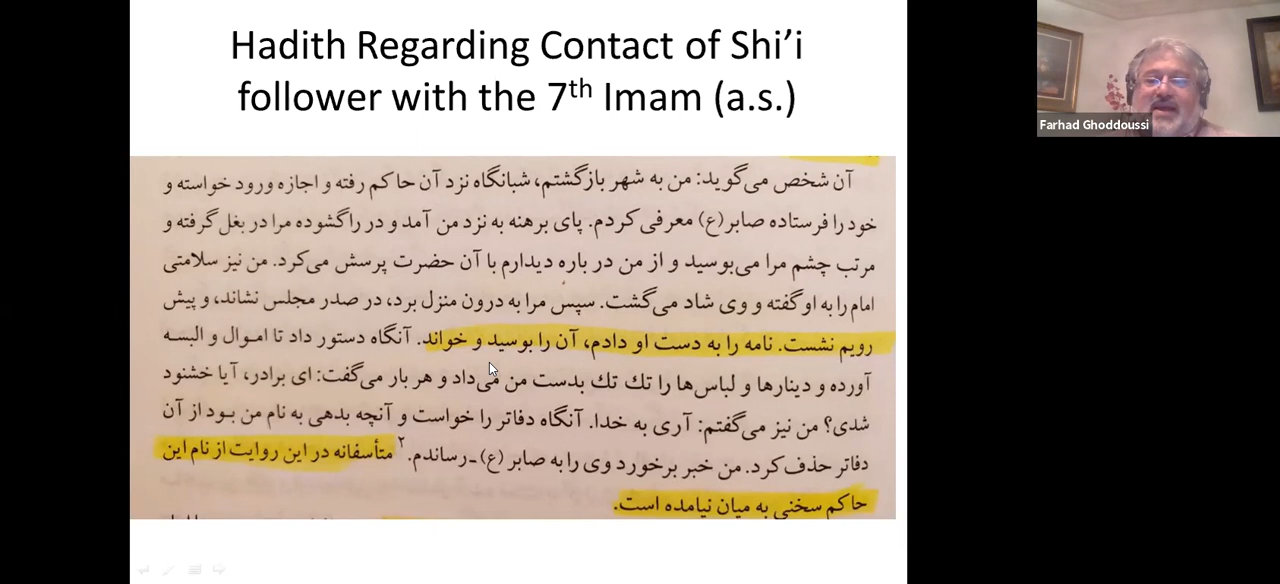 Hadith Regarding Contact of Shi’i
follower with the 7th Imam (a.s.)
آن شخص می‌گوید: من به شهر بازگشتم، شبانگاه نزد آن حاکم رفته و اجازه ورود خواسته و
خود را فرستاده صابر(ع) معرفی کردم. پای برهنه به نزد من آمد و در را گشوده مرا در بغل گرفته و
مرتب چشم مرا می‌بوسید و از من در باره دیدارم با آن حضرت پرسش می‌کرد. من نیز سلامتی
امام را به او گفته و وی شاد می‌گشت. سپس مرا به درون منزل برد، در صدر مجلس نشاند، و پیش
رویم نشست. نامه را به دست او دادم، آن را بوسید و خواند. آنگاه دستور داد تا اموال و البسه
آورده و دینارها و لباس‌ها را تك تك بدست من می‌داد و هر بار می‌گفت: ای برادر، آیا خشنود
شدی؟ من نیز می‌گفتم: آری به خدا. آنگاه دفاتر را خواست و آنچه بدهی به نام من بود از آن
دفاتر حذف کرد. من خبر برخورد وی را به صابر (ع) ـ رساندم.۲ متأسفانه در این روایت از نام این
حاکم سخنی به میان نیامده است.
Farhad Ghoddoussi